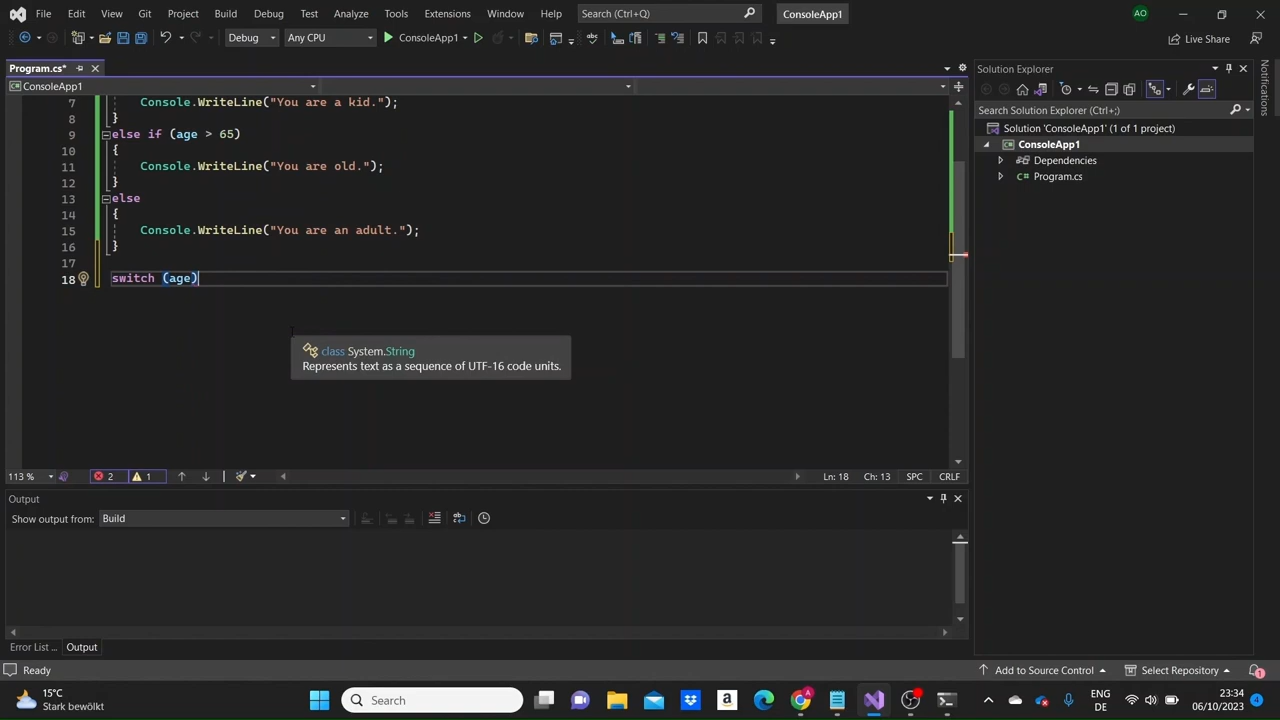 File Edit View Git Project Build Debug Test Analyze Tools Extensions Window Help Search (Ctrl+Q) ConsoleApp1 AO
Debug Any CPU ConsoleApp1 Live Share
Program.cs*
ConsoleApp1
7 Console.WriteLine("You are a kid.");
8 }
9 else if (age > 65)
10 {
11 Console.WriteLine("You are old.");
12 }
13 else
14 {
15 Console.WriteLine("You are an adult.");
16 }
17
18 switch (age)
class System.String
Represents text as a sequence of UTF-16 code units.
113 % 2 1 Ln: 18 Ch: 13 SPC CRLF
Output
Show output from: Build
Error List ... Output
Solution Explorer
Search Solution Explorer (Ctrl+;)
Solution 'ConsoleApp1' (1 of 1 project)
ConsoleApp1
Dependencies
C# Program.cs
Notifications
Ready Add to Source Control Select Repository 1
15°C
Stark bewölkt
Search
ENG
DE
23:34
06/10/2023
4